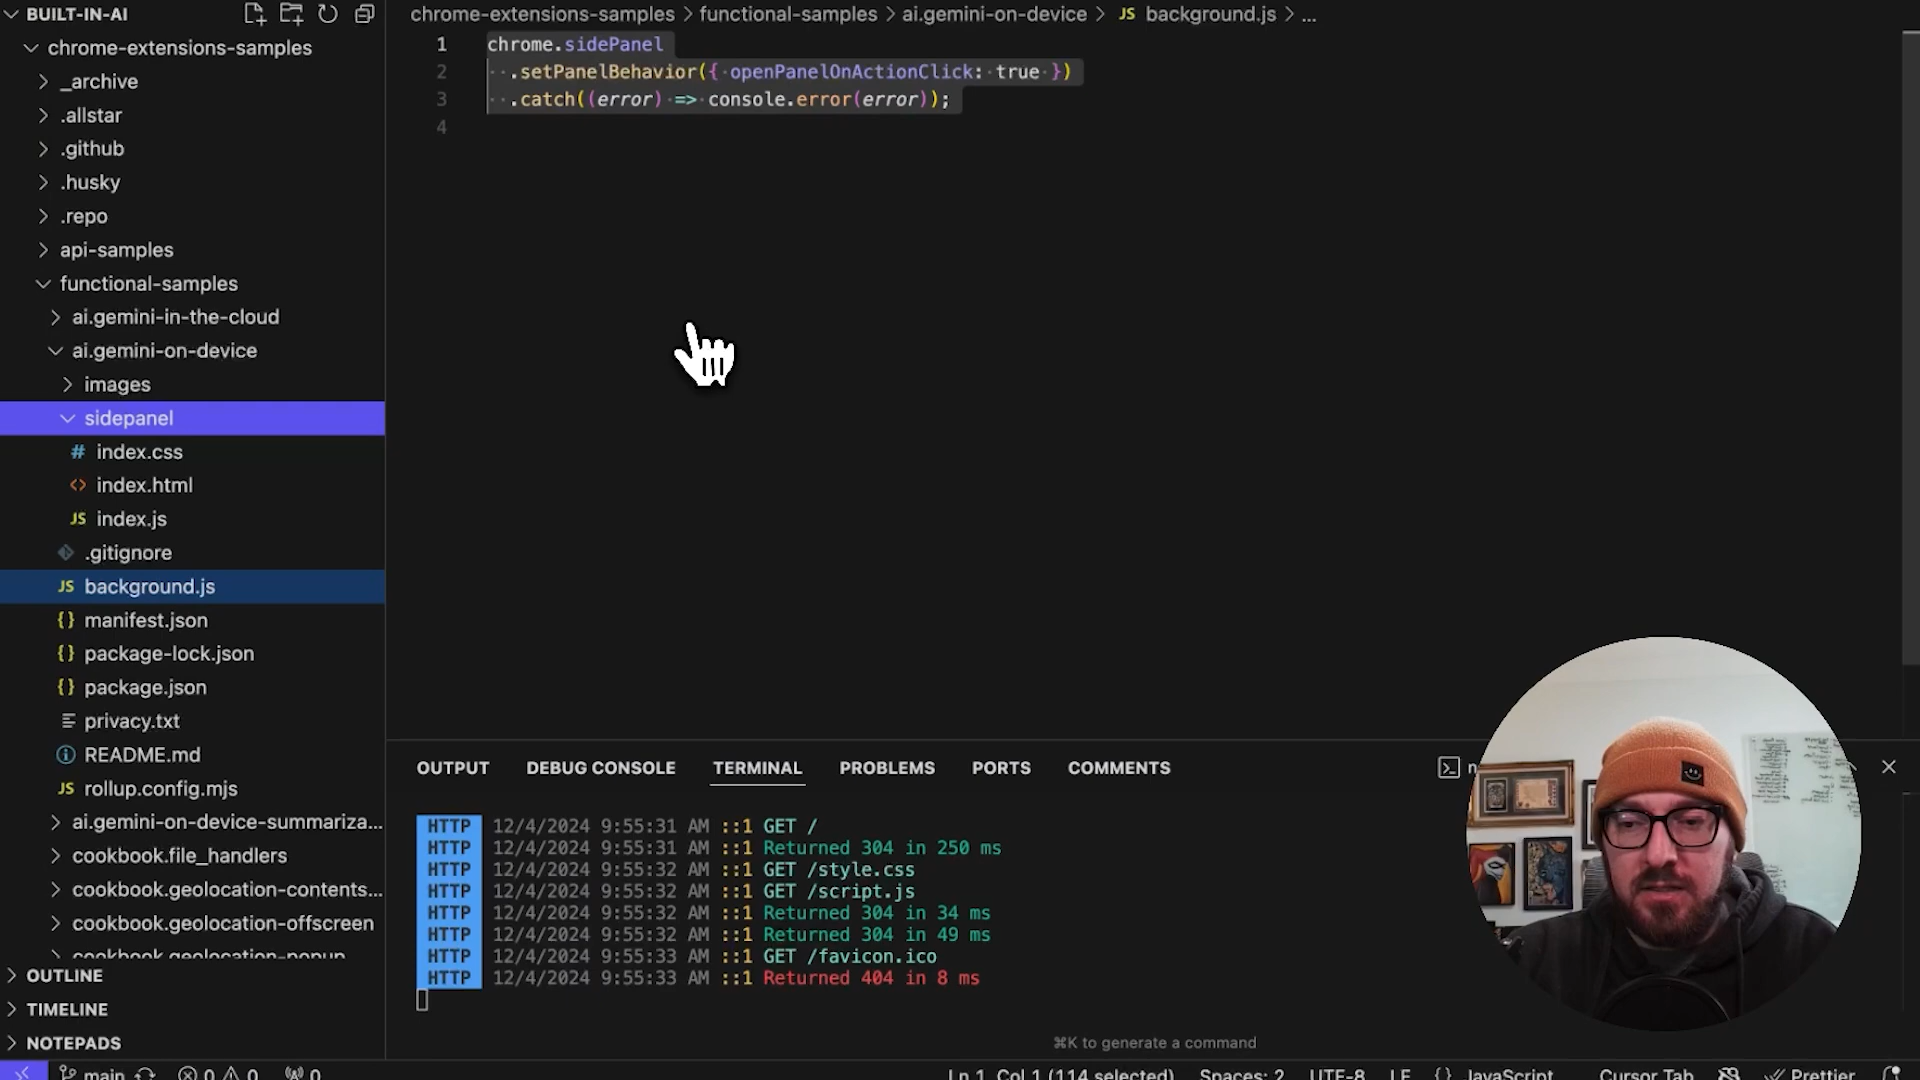 BUILT-IN-AI
chrome-extensions-samples
_archive
.allstar
.github
.husky
.repo
api-samples
functional-samples
ai.gemini-in-the-cloud
ai.gemini-on-device
images
sidepanel
# index.css
<> index.html
JS index.js
.gitignore
JS background.js
{} manifest.json
{} package-lock.json
{} package.json
privacy.txt
README.md
JS rollup.config.mjs
ai.gemini-on-device-summariza...
cookbook.file_handlers
cookbook.geolocation-contents...
cookbook.geolocation-offscreen
cookbook.geolocation-popup
OUTLINE
TIMELINE
NOTEPADS
chrome-extensions-samples > functional-samples > ai.gemini-on-device > JS background.js > ...
1 chrome.sidePanel
2 .setPanelBehavior({ openPanelOnActionClick: true })
3 .catch((error) => console.error(error));
4
OUTPUT DEBUG CONSOLE TERMINAL PROBLEMS PORTS COMMENTS
HTTP 12/4/2024 9:55:31 AM ::1 GET /
HTTP 12/4/2024 9:55:31 AM ::1 Returned 304 in 250 ms
HTTP 12/4/2024 9:55:32 AM ::1 GET /style.css
HTTP 12/4/2024 9:55:32 AM ::1 GET /script.js
HTTP 12/4/2024 9:55:32 AM ::1 Returned 304 in 34 ms
HTTP 12/4/2024 9:55:32 AM ::1 Returned 304 in 49 ms
HTTP 12/4/2024 9:55:33 AM ::1 GET /favicon.ico
HTTP 12/4/2024 9:55:33 AM ::1 Returned 404 in 8 ms
⌘K to generate a command
main 0 0 0 Ln 1, Col 1 (114 selected) Spaces: 2 UTF-8 LF {} JavaScript Cursor Tab Prettier